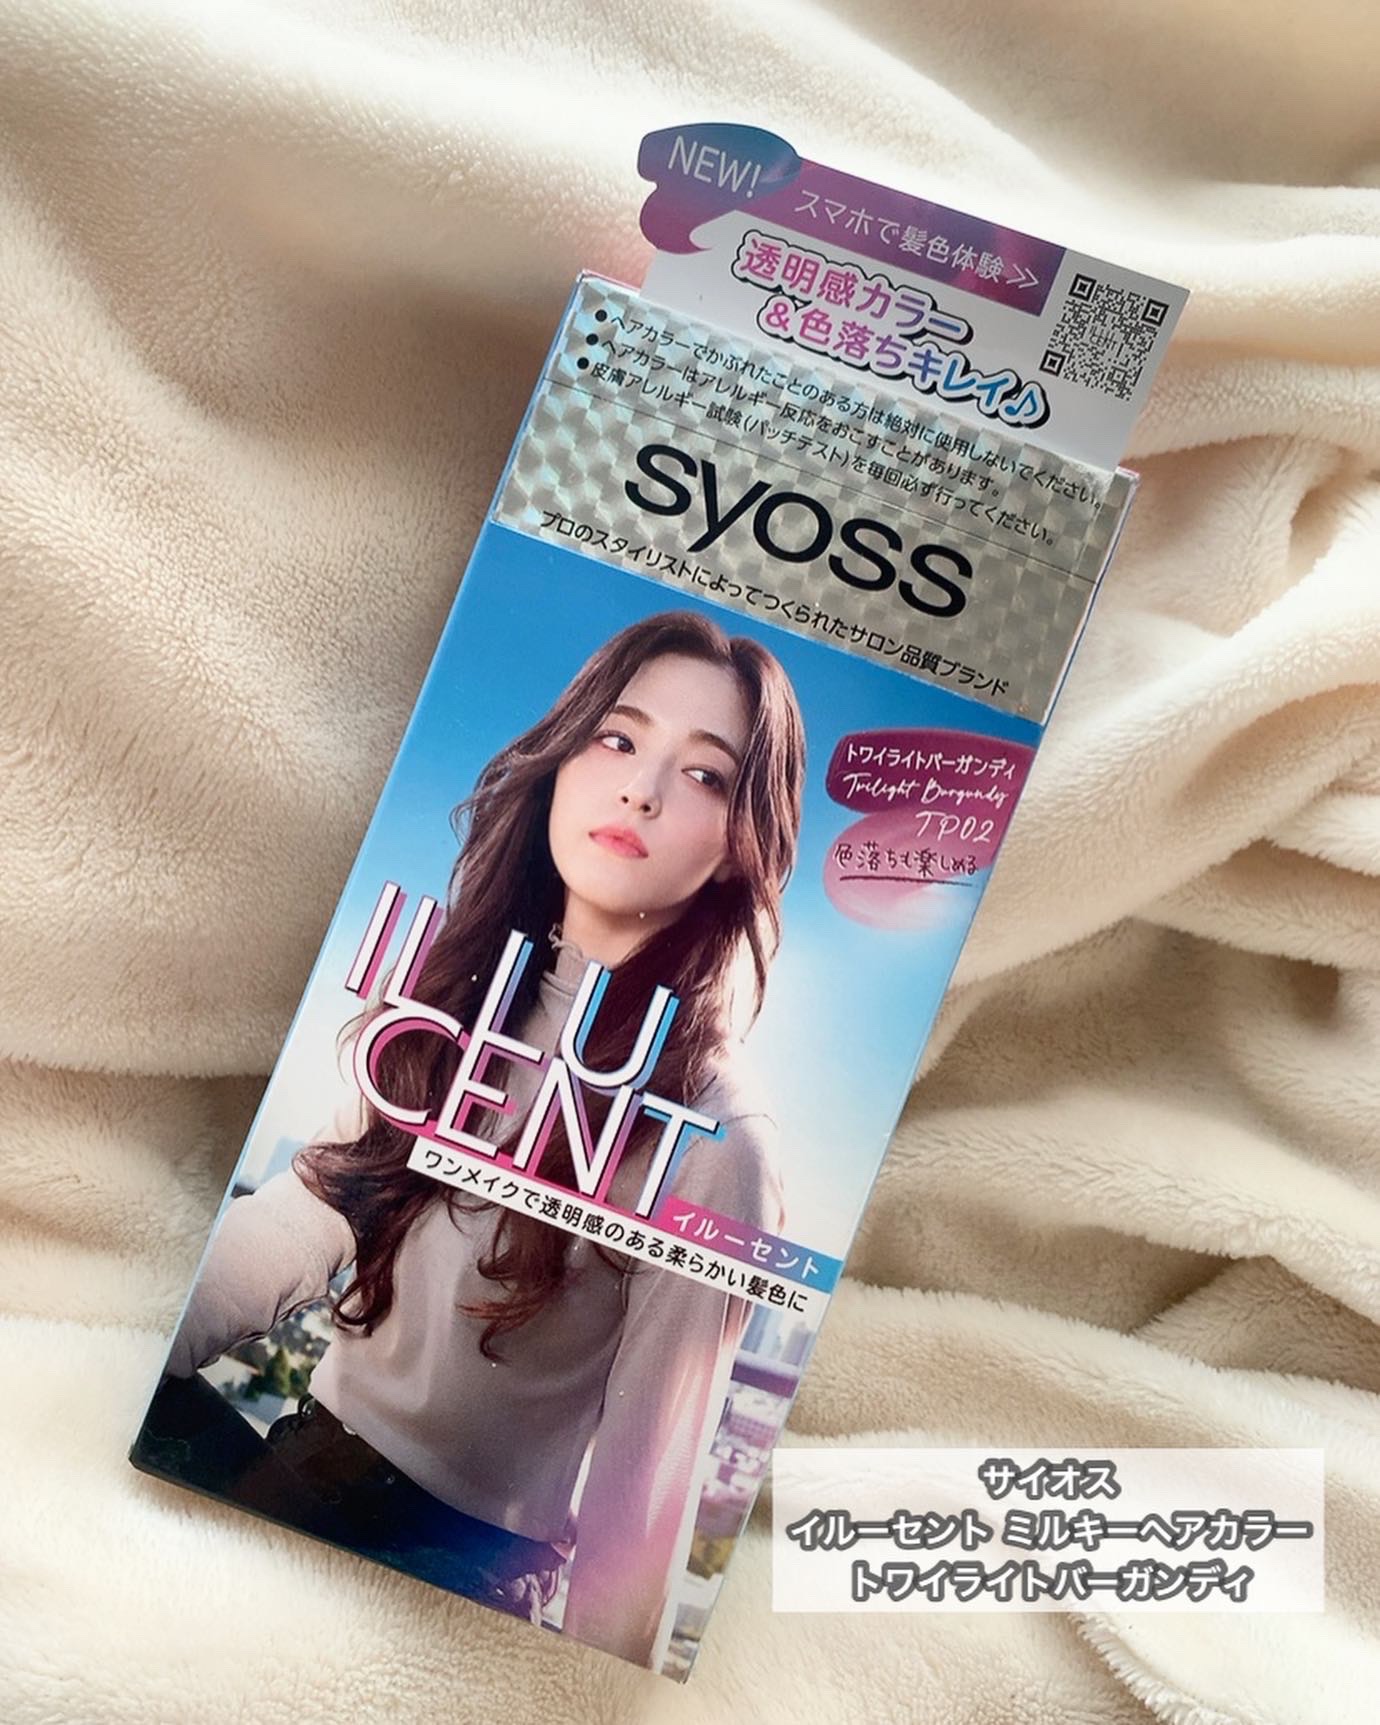 NEW!
スマホで髪色体験≫
透明感カラー
&色落ちキレイ♪
●ヘアカラーでかぶれたことのある方は絶対に使用しないでください。
●ヘアカラーはアレルギー反応をおこすことがあります。
●皮膚アレルギー試験(パッチテスト)を毎回必ず行ってください。
syoss
プロのスタイリストによってつくられたサロン品質ブランド
トワイライトバーガンディ
Twilight Burgundy
TP02
色落ちも楽しめる
ILLU
CENT
イルーセント
ワンメイクで透明感のある柔らかい髪色に
サイオス
イルーセント ミルキーヘアカラー
トワイライトバーガンディ